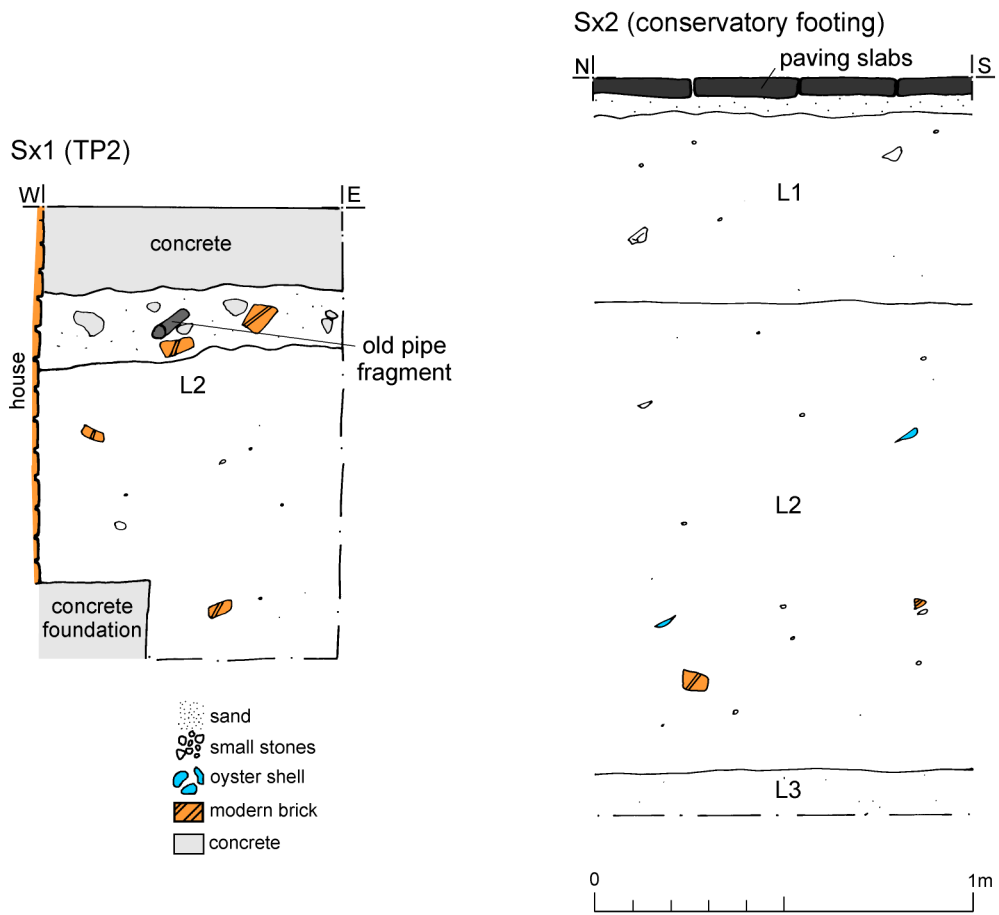 Sx2 (conservatory footing)
N
paving slabs
S
Sx1 (TP2)
W
E
concrete
L1
old pipe
fragment
house
L2
L2
concrete
foundation
sand
small stones
oyster shell
modern brick
concrete
L3
0
1m